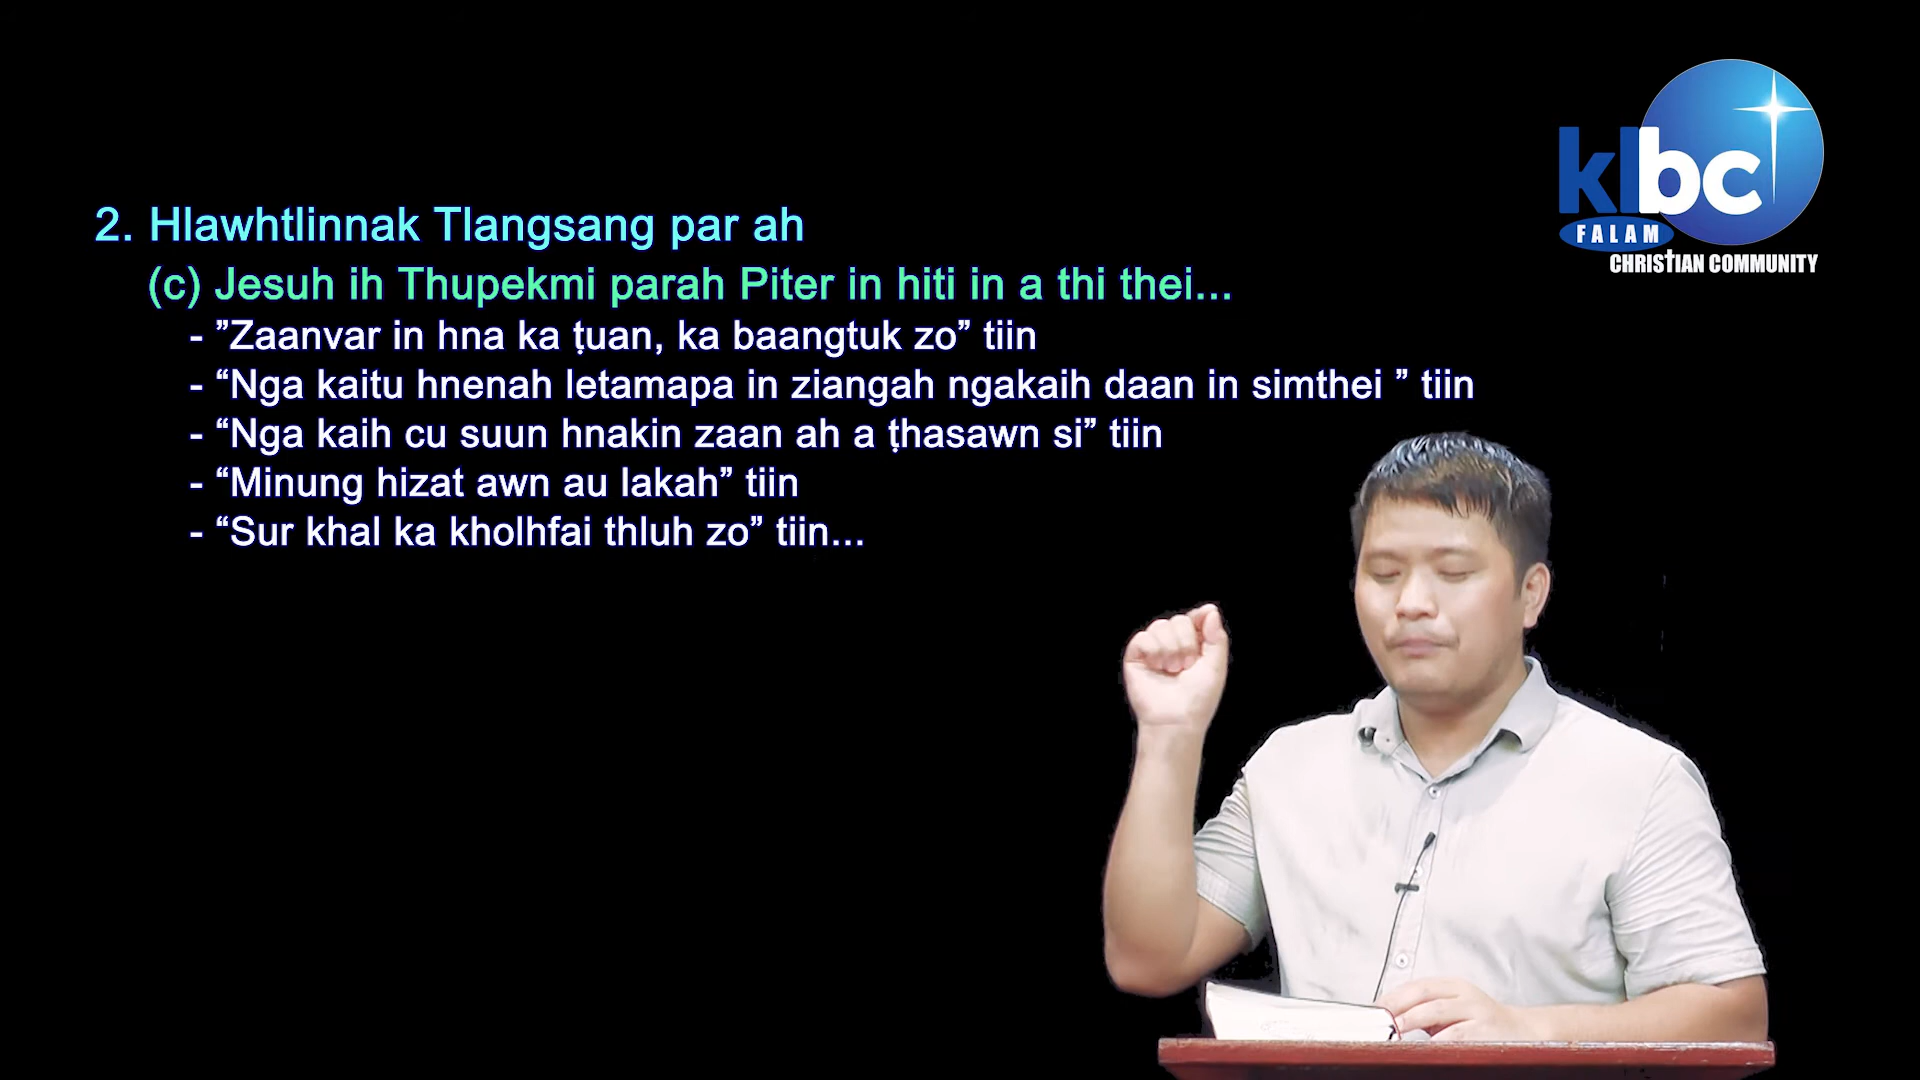 klbc
FALAM
CHRISTIAN COMMUNITY
2. Hlawhtlinnak Tlangsang par ah
(c) Jesuh ih Thupekmi parah Piter in hiti in a thi thei...
- ”Zaanvar in hna ka ṭuan, ka baangtuk zo” tiin
- “Nga kaitu hnenah letamapa in ziangah ngakaih daan in simthei ” tiin
- “Nga kaih cu suun hnakin zaan ah a ṭhasawn si” tiin
- “Minung hizat awn au lakah” tiin
- “Sur khal ka kholhfai thluh zo” tiin...